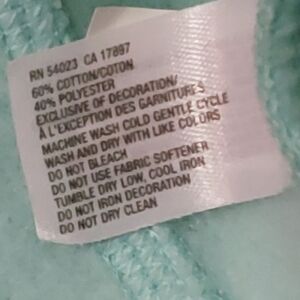 RN 54023 CA 17897
60% COTTON/COTON
40% POLYESTER
EXCLUSIVE OF DECORATION/
À L'EXCEPTION DES GARNITURES
MACHINE WASH COLD GENTLE CYCLE
WASH AND DRY WITH LIKE COLORS
DO NOT BLEACH
DO NOT USE FABRIC SOFTENER
TUMBLE DRY LOW, COOL IRON
DO NOT IRON DECORATION
DO NOT DRY CLEAN